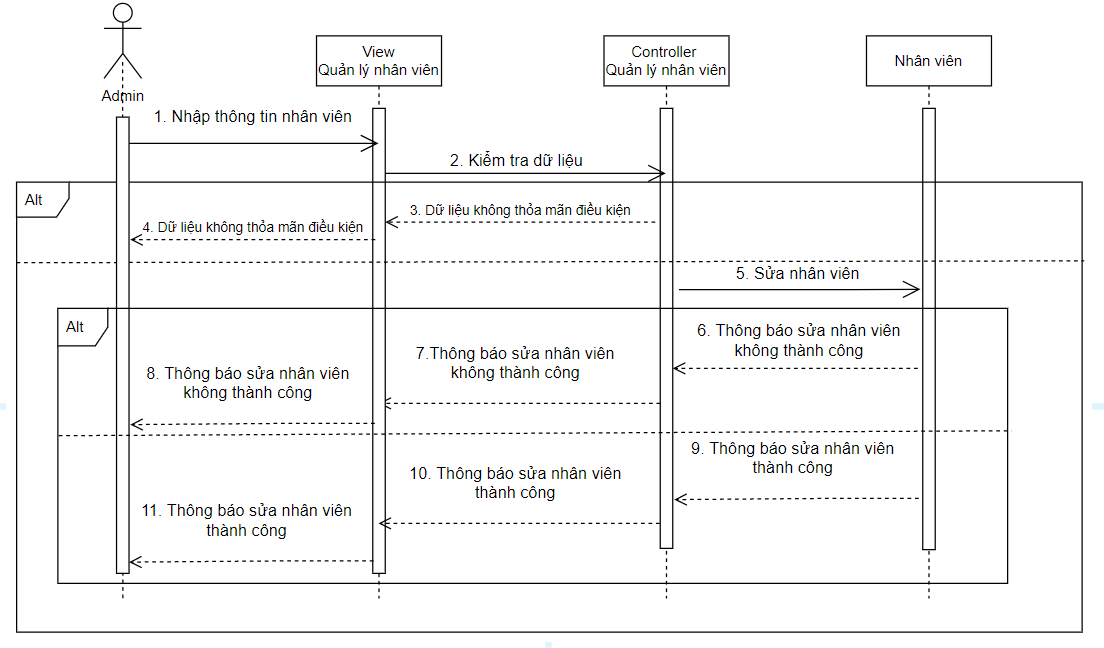 Admin
View
Quản lý nhân viên
Controller
Quản lý nhân viên
Nhân viên
1. Nhập thông tin nhân viên
2. Kiểm tra dữ liệu
Alt
3. Dữ liệu không thỏa mãn điều kiện
4. Dữ liệu không thỏa mãn điều kiện
5. Sửa nhân viên
Alt
6. Thông báo sửa nhân viên
không thành công
7.Thông báo sửa nhân viên
không thành công
8. Thông báo sửa nhân viên
không thành công
9. Thông báo sửa nhân viên
thành công
10. Thông báo sửa nhân viên
thành công
11. Thông báo sửa nhân viên
thành công